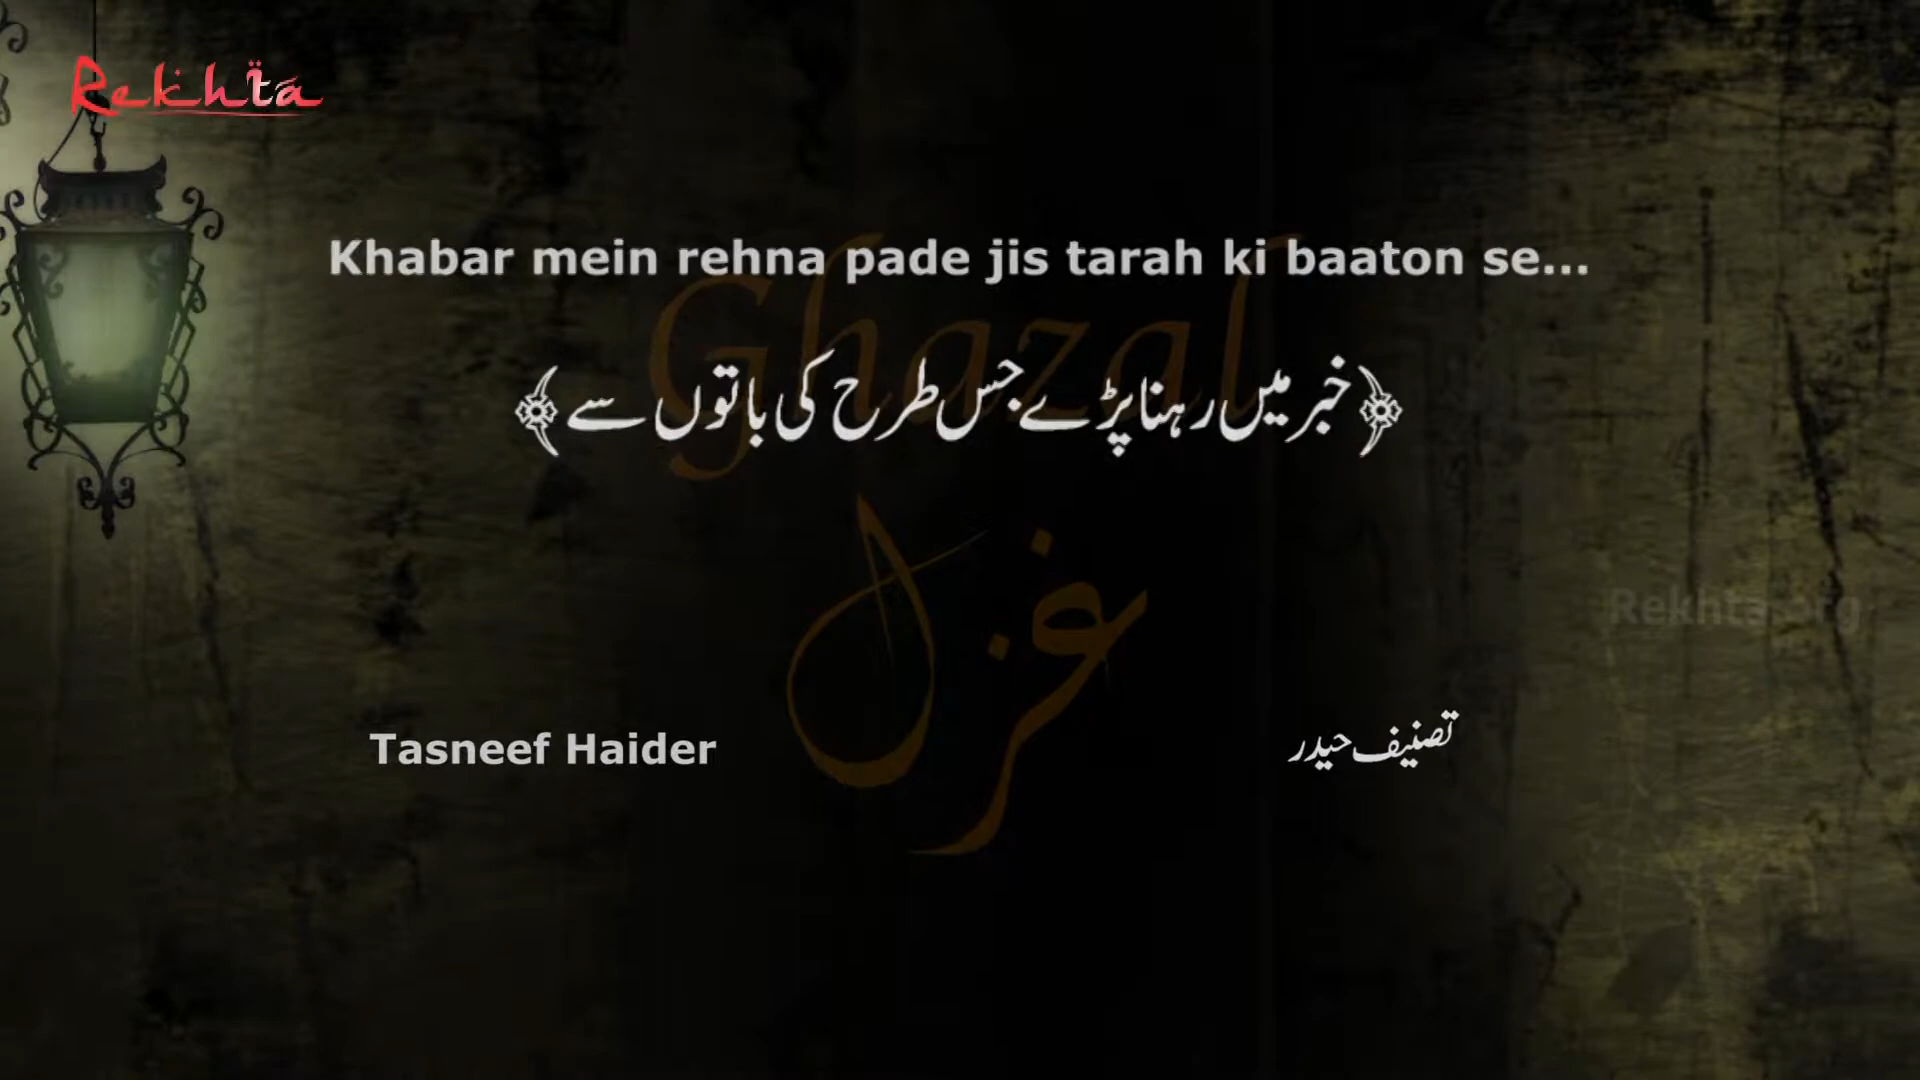 Rekhta
Khabar mein rehna pade jis tarah ki baaton se...
Ghazal
﴿خبر میں رہنا پڑے جس طرح کی باتوں سے﴾
غزل
Rekhta.org
Tasneef Haider
تصنیف حیدر